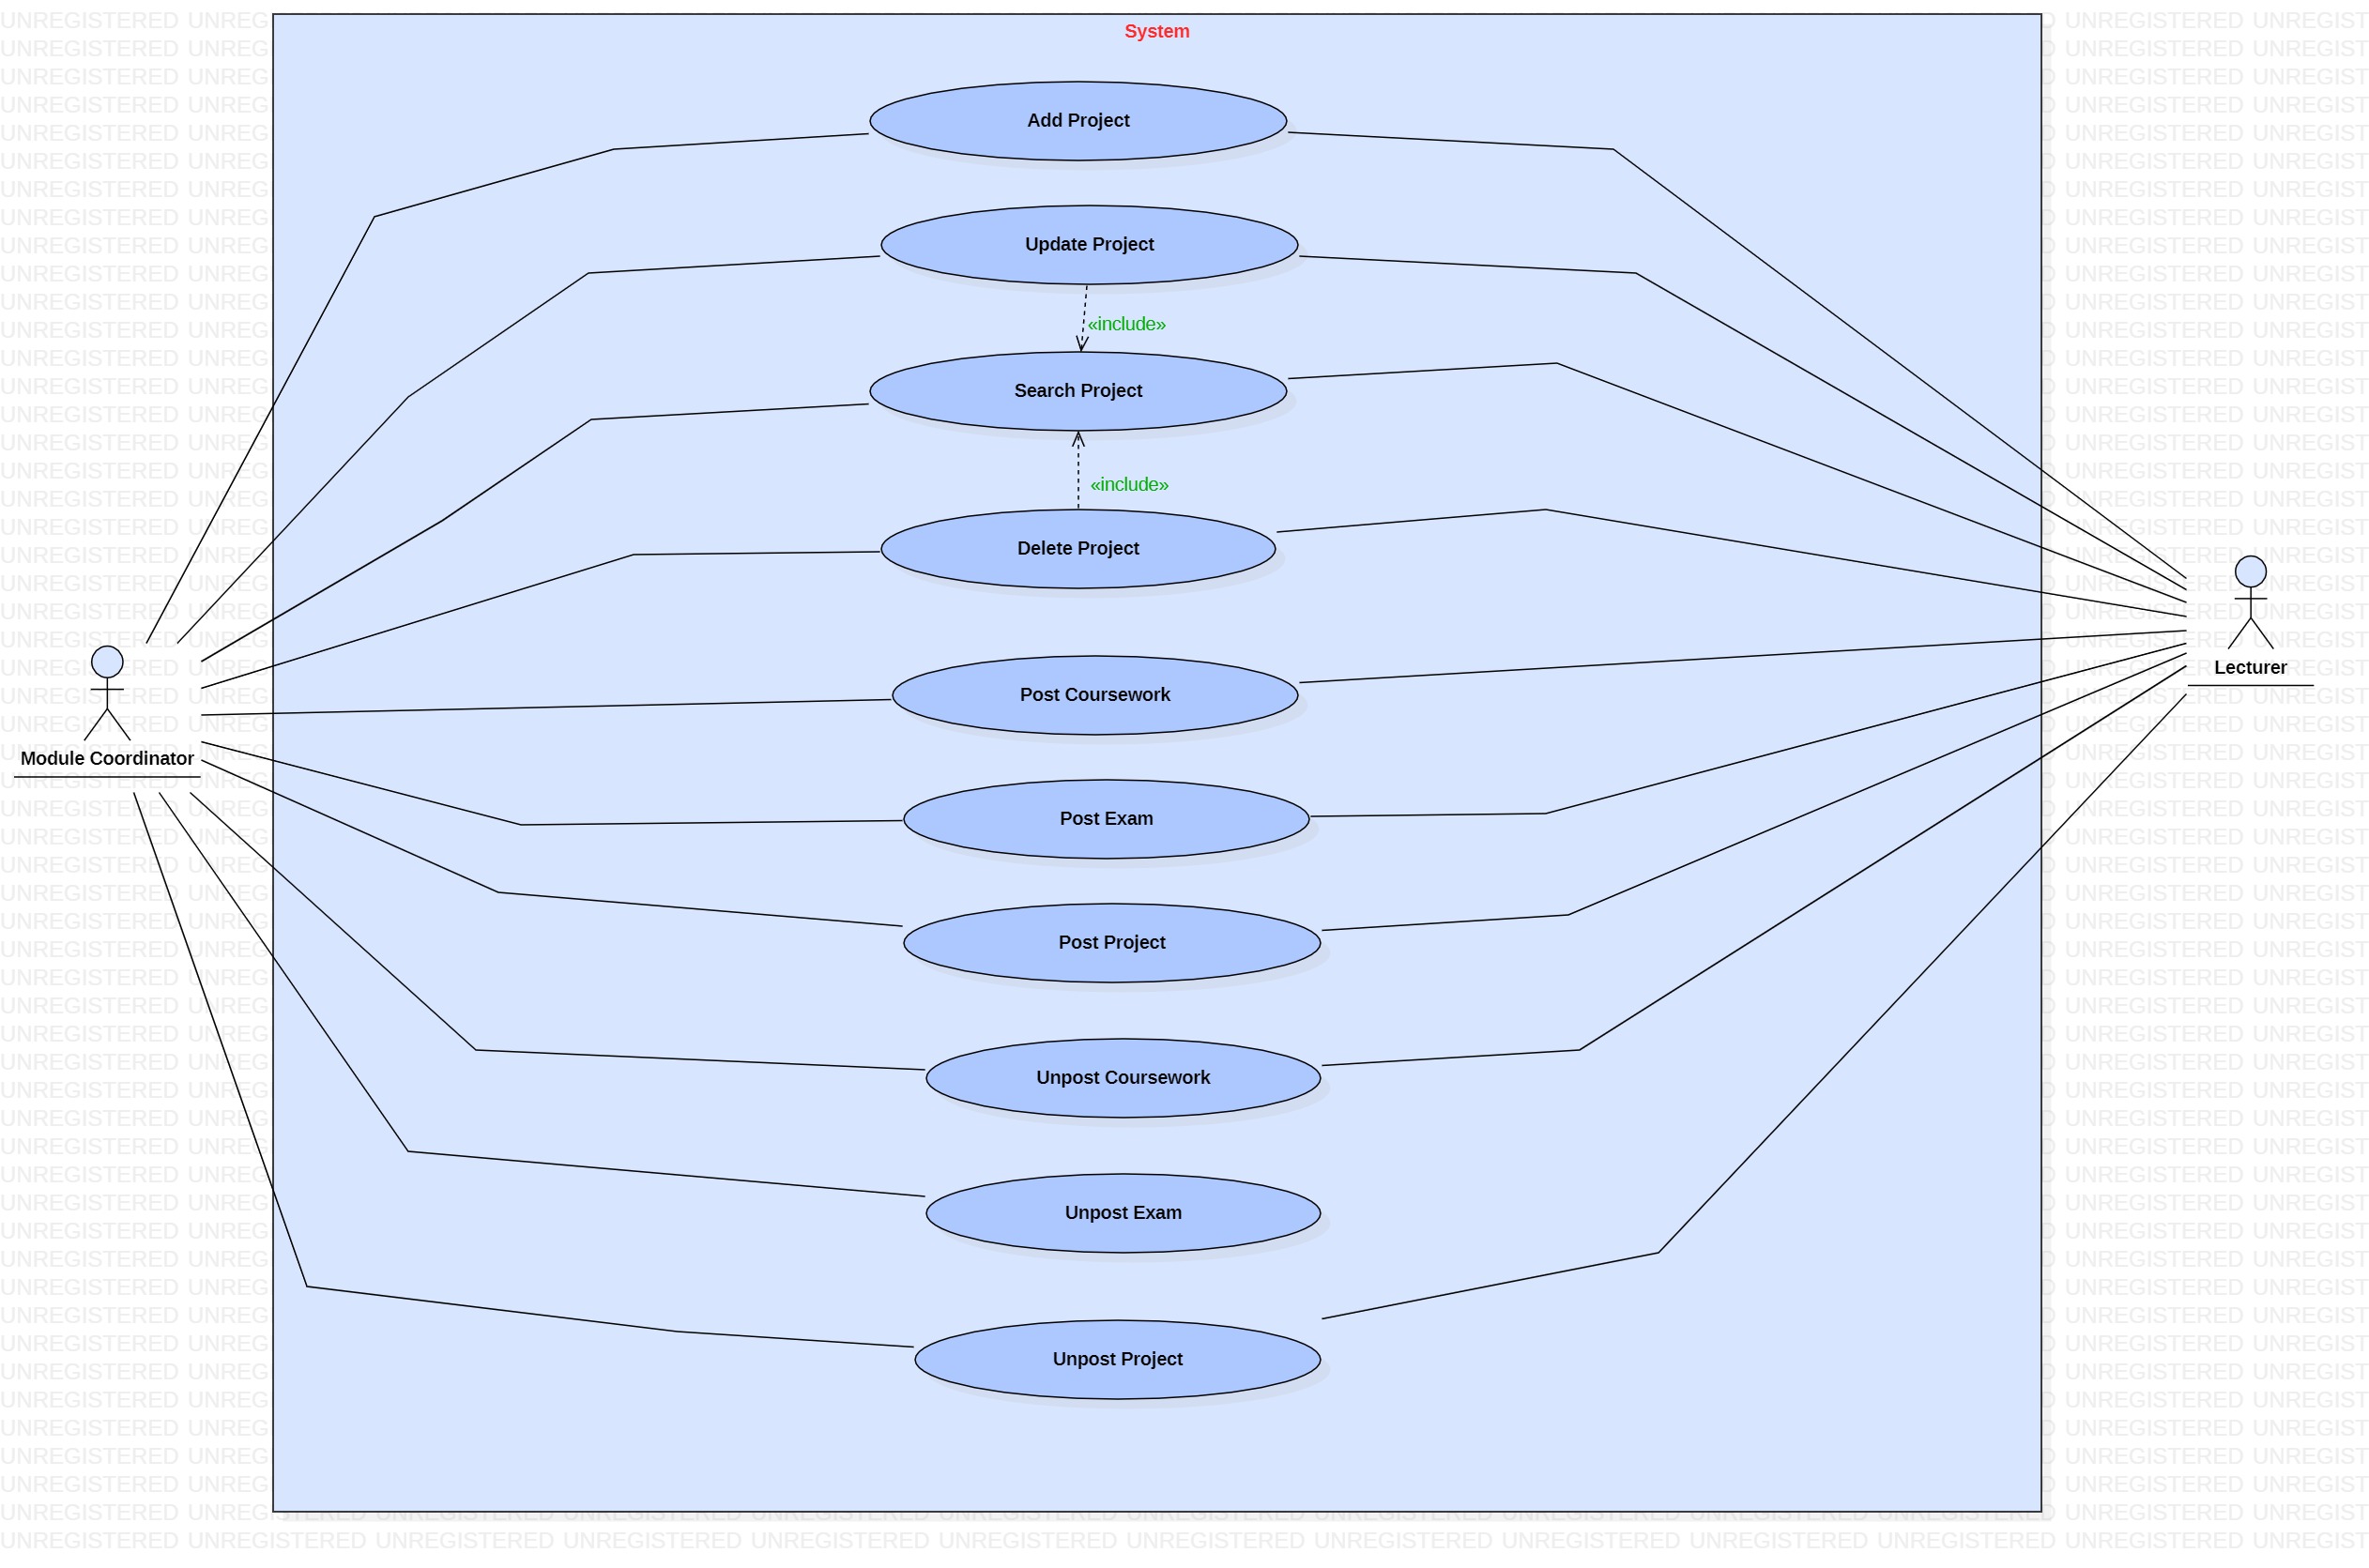 System
Add Project
Update Project
«include»
Search Project
«include»
Delete Project
Lecturer
Post Coursework
Module Coordinator
Post Exam
Post Project
Unpost Coursework
Unpost Exam
Unpost Project
UNREGISTERED UNREGISTERED UNREGISTERED UNREGISTERED UNREGISTERED UNREGISTERED UNREGISTERED UNREGISTERED UNREGISTERED UNREGISTERED UNREGISTERED UNREGISTERED UNREGIST